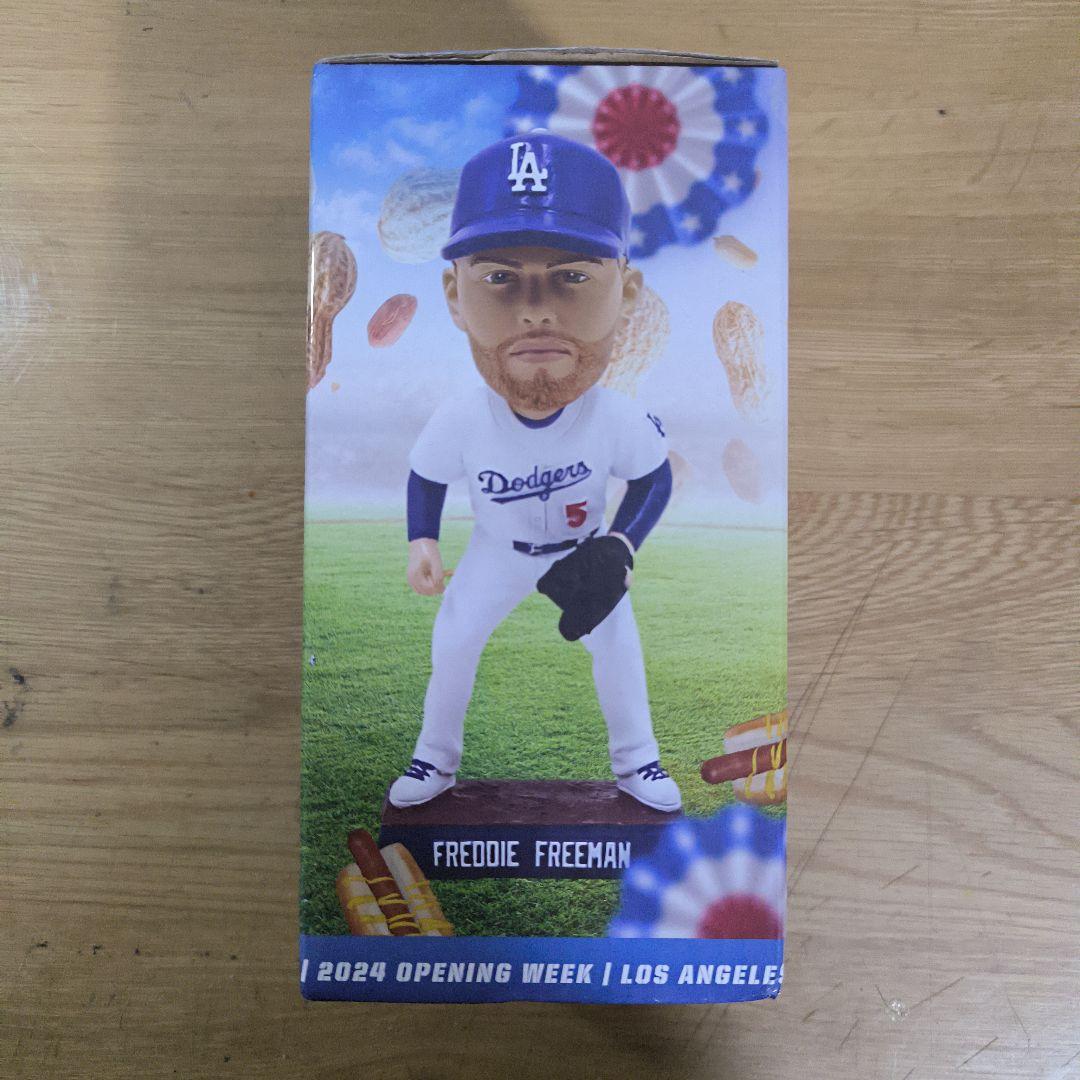 LA
Dodgers
5
FREDDIE FREEMAN
| 2024 OPENING WEEK | LOS ANGELES